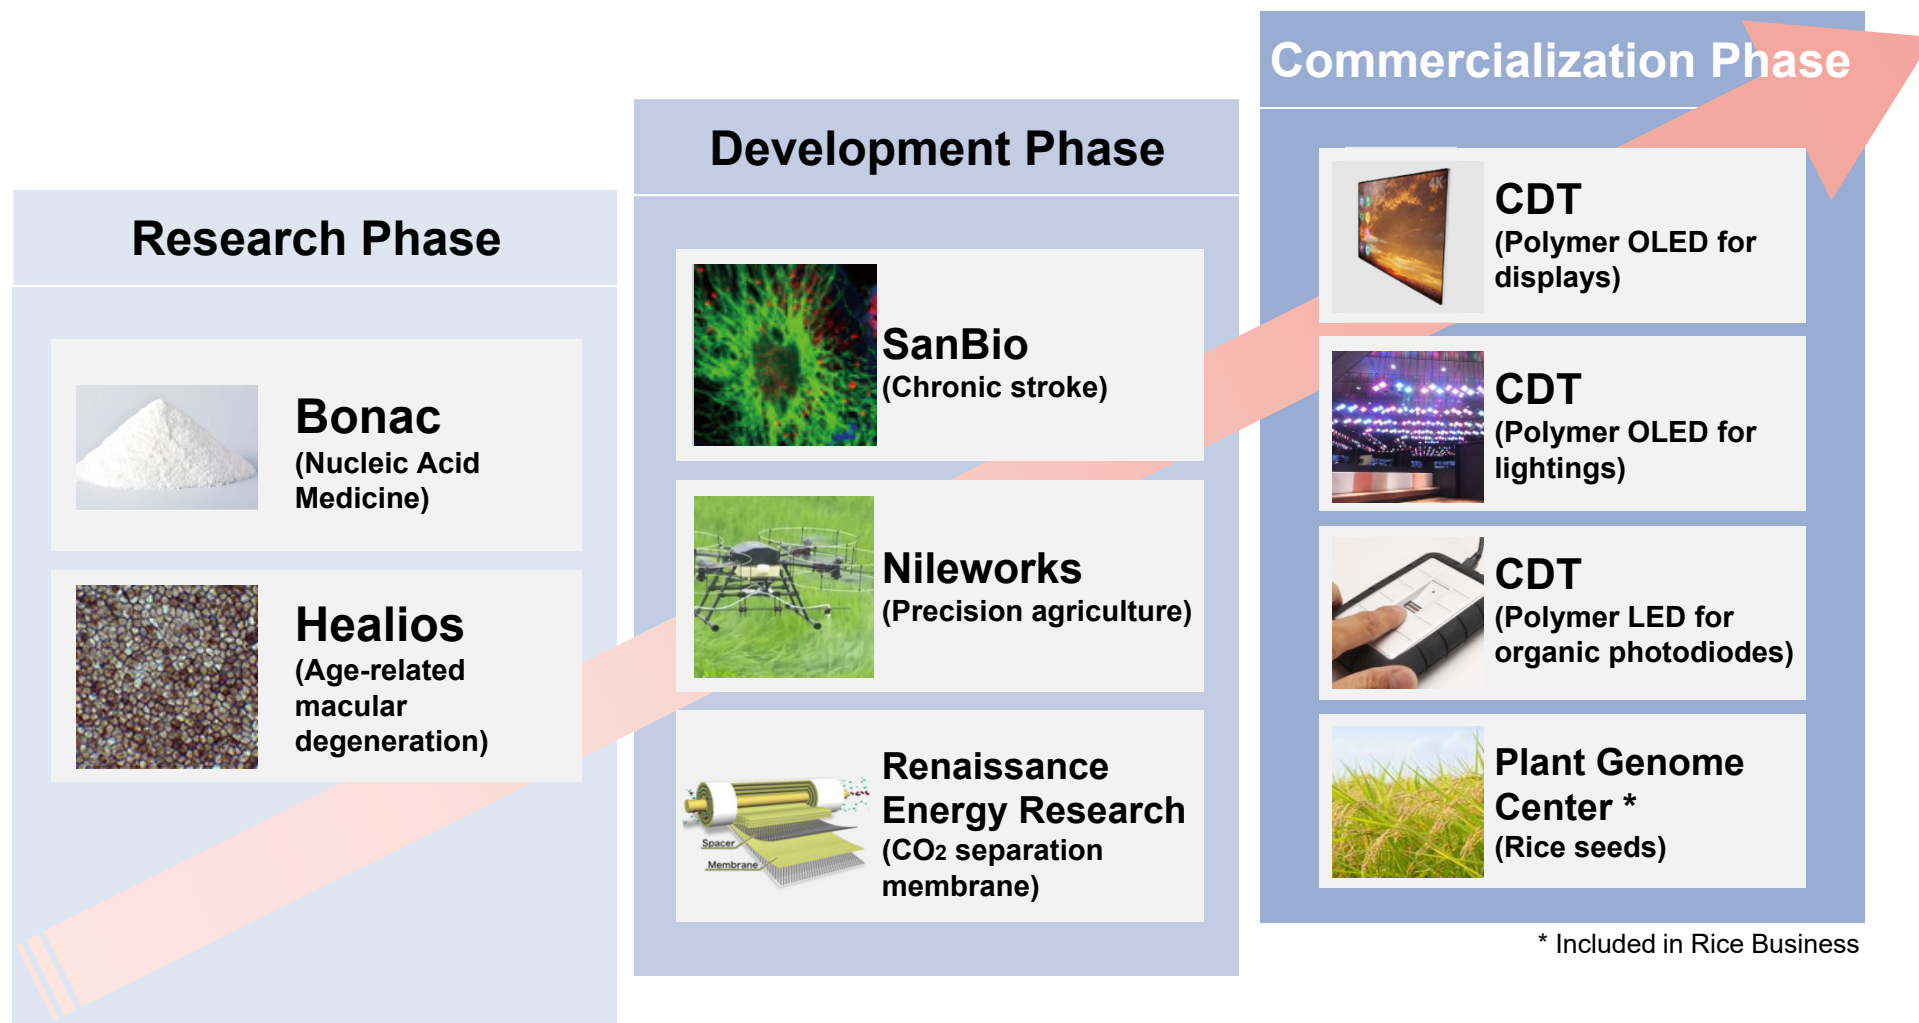 Research Phase
Bonac
(Nucleic Acid
Medicine)
Healios
(Age-related
macular
degeneration)
Development Phase
SanBio
(Chronic stroke)
Nileworks
(Precision agriculture)
Spacer
Membrane
Renaissance
Energy Research
(CO2 separation
membrane)
Commercialization Phase
4K
CDT
(Polymer OLED for
displays)
CDT
(Polymer OLED for
lightings)
CDT
(Polymer LED for
organic photodiodes)
Plant Genome
Center *
(Rice seeds)
* Included in Rice Business